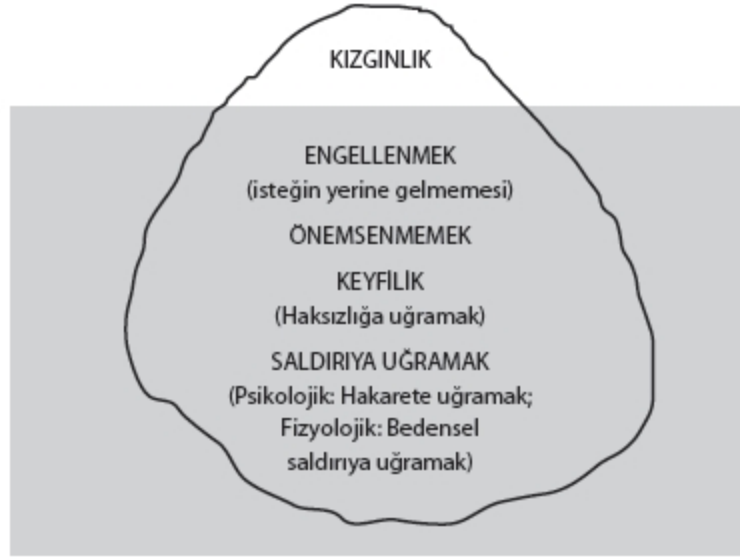 KIZGINLIK
ENGELLENMEK
(isteğin yerine gelmemesi)
ÖNEMSENMEMEK
KEYFİLİK
(Haksızlığa uğramak)
SALDIRIYA UĞRAMAK
(Psikolojik: Hakarete uğramak;
Fizyolojik: Bedensel
saldırıya uğramak)